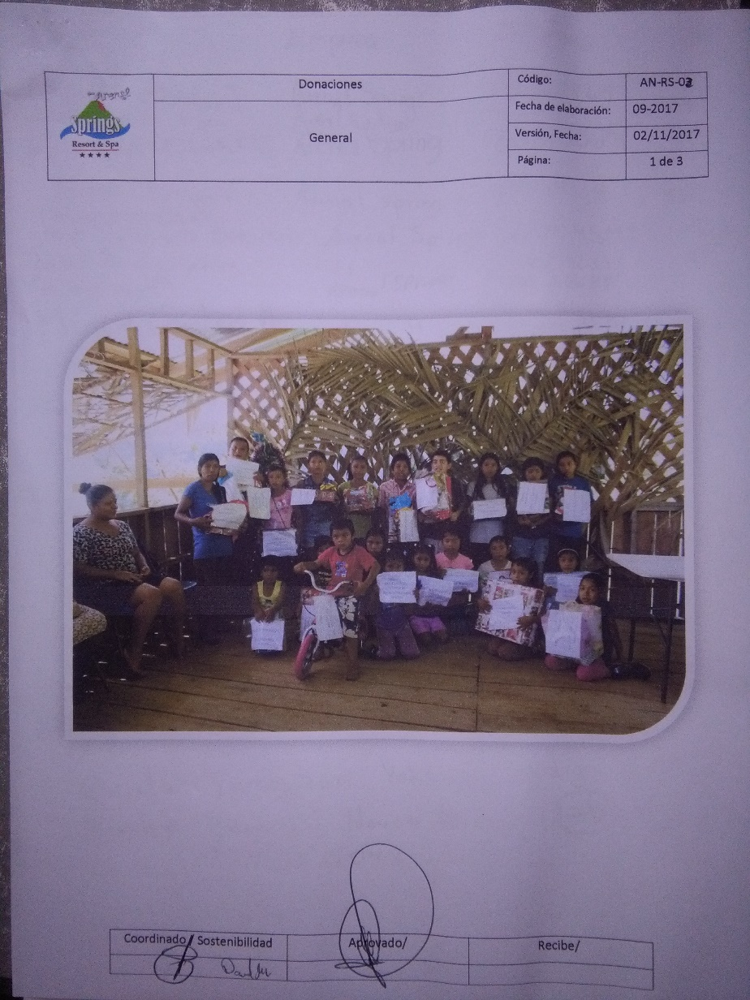 Arenal
Springs
Resort & Spa
Donaciones
General
Código: AN-RS-03
Fecha de elaboración: 09-2017
Versión, Fecha: 02/11/2017
Página: 1 de 3
Coordinado/ Sostenibilidad
Aprovado/
Recibe/